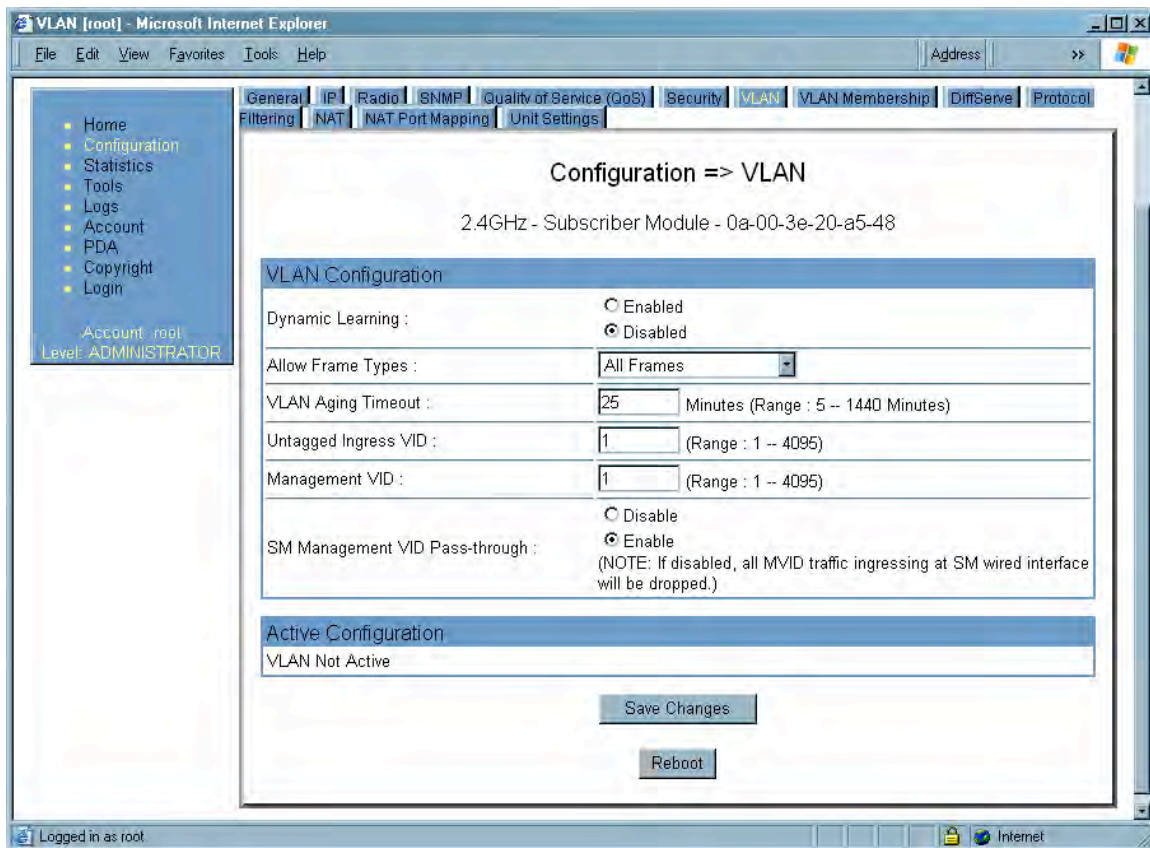 VLAN [root] - Microsoft Internet Explorer
File Edit View Favorites Tools Help
Address »
General IP Radio SNMP Quality of Service (QoS) Security VLAN VLAN Membership DiffServe Protocol
Filtering NAT NAT Port Mapping Unit Settings
Home
Configuration
Statistics
Tools
Logs
Account
PDA
Copyright
Login
Account: root
Level: ADMINISTRATOR
Configuration => VLAN
2.4GHz - Subscriber Module - 0a-00-3e-20-a5-48
VLAN Configuration
Dynamic Learning :
Enabled
Disabled
Allow Frame Types :
All Frames
VLAN Aging Timeout :
25 Minutes (Range : 5 -- 1440 Minutes)
Untagged Ingress VID :
1 (Range : 1 -- 4095)
Management VID :
1 (Range : 1 -- 4095)
SM Management VID Pass-through :
Disable
Enable
(NOTE: If disabled, all MVID traffic ingressing at SM wired interface
will be dropped.)
Active Configuration
VLAN Not Active
Save Changes
Reboot
Logged in as root
Internet